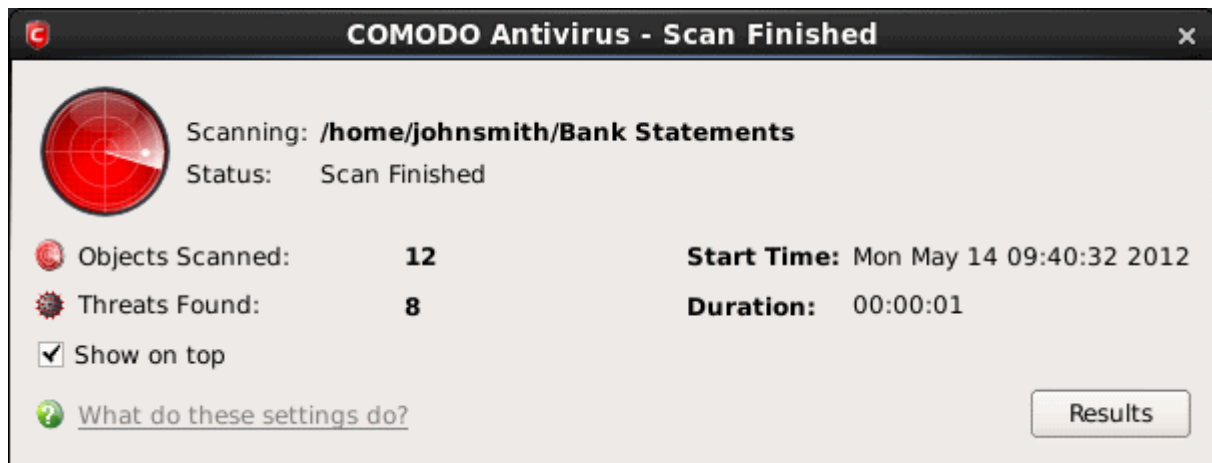 COMODO Antivirus - Scan Finished
Scanning: /home/johnsmith/Bank Statements
Status: Scan Finished
Objects Scanned: 12 Start Time: Mon May 14 09:40:32 2012
Threats Found: 8 Duration: 00:00:01
Show on top
What do these settings do?
Results